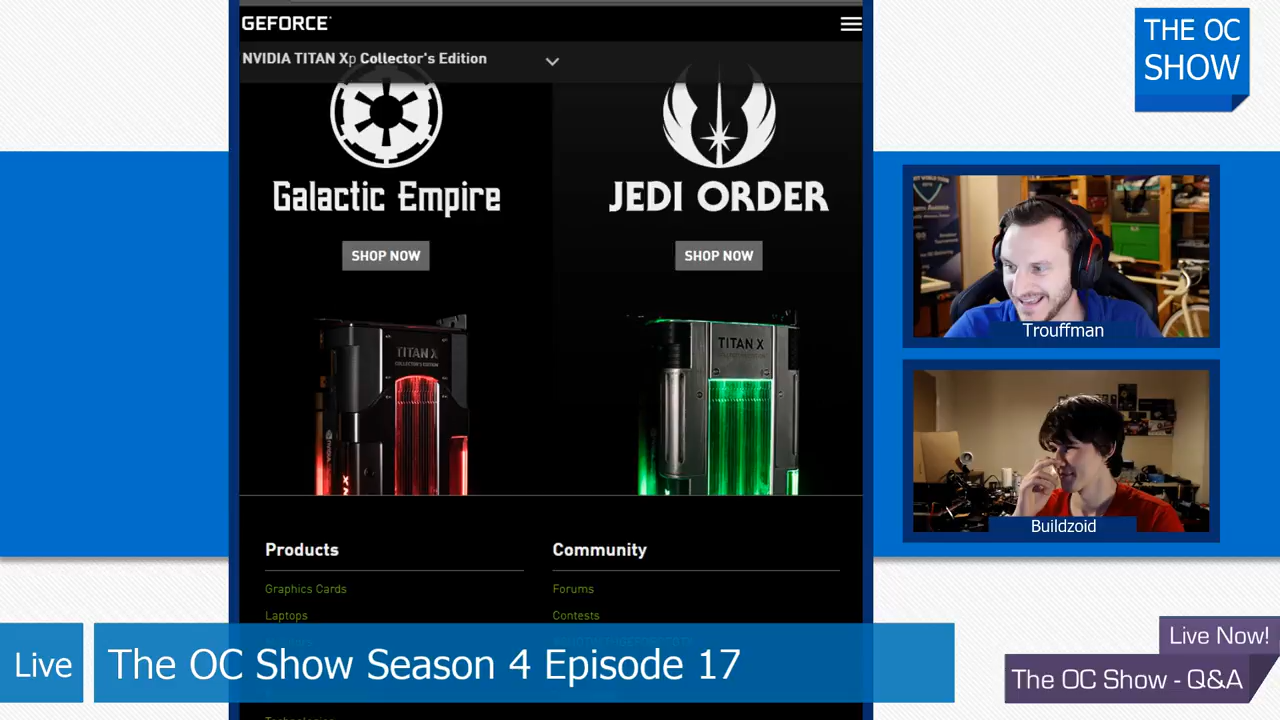 GEFORCE
NVIDIA TITAN Xp Collector's Edition
Galactic Empire
JEDI ORDER
SHOP NOW
SHOP NOW
TITAN X
COLLECTOR'S EDITION
TITAN X
Products
Community
Graphics Cards
Forums
Laptops
Contests
THE OC
SHOW
Trouffman
Buildzoid
Live
The OC Show Season 4 Episode 17
Live Now!
The OC Show - Q&A